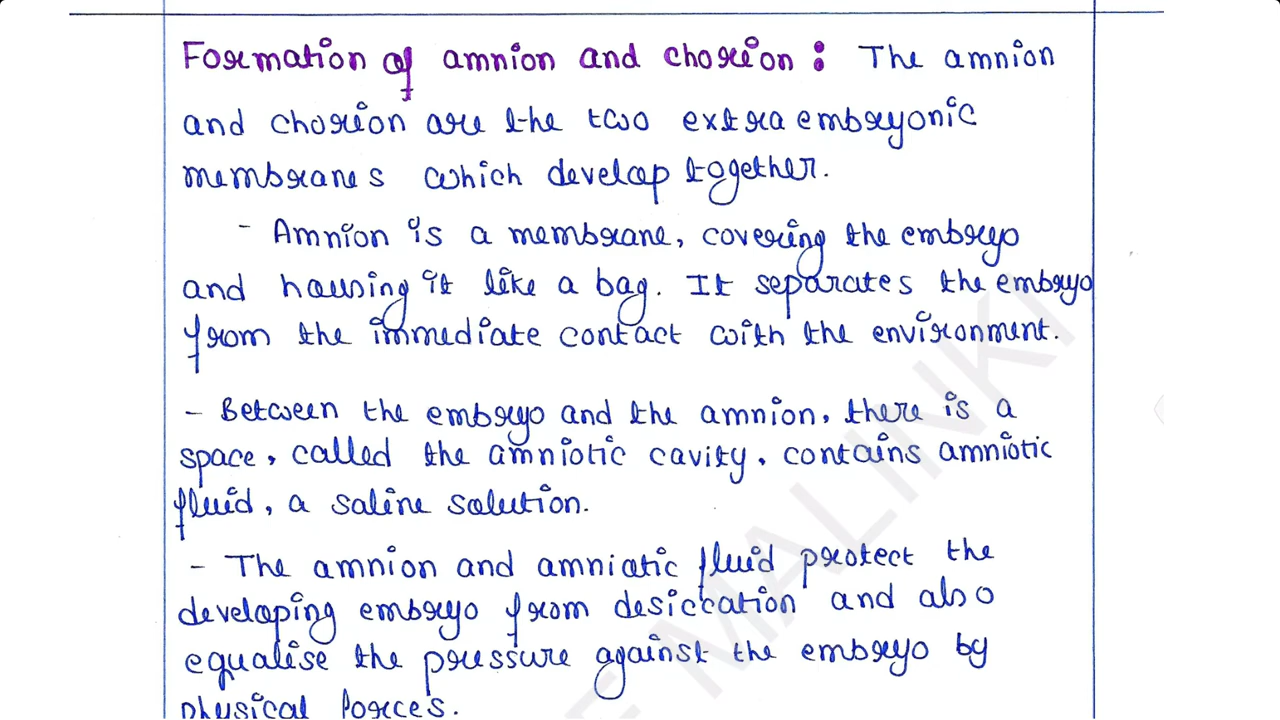 Formation of amnion and chorion : The amnion
and chorion are the two extra embryonic
membranes which develop together.
- Amnion is a membrane, covering the embryo
and housing it like a bag. It separates the embryo
from the immediate contact with the environment.
- Between the embryo and the amnion, there is a
space, called the amniotic cavity, contains amniotic
fluid, a saline solution.
- The amnion and amniatic fluid protect the
developing embryo from desiccation and also
equalise the pressure against the embryo by
physical forces.
E MALINKI